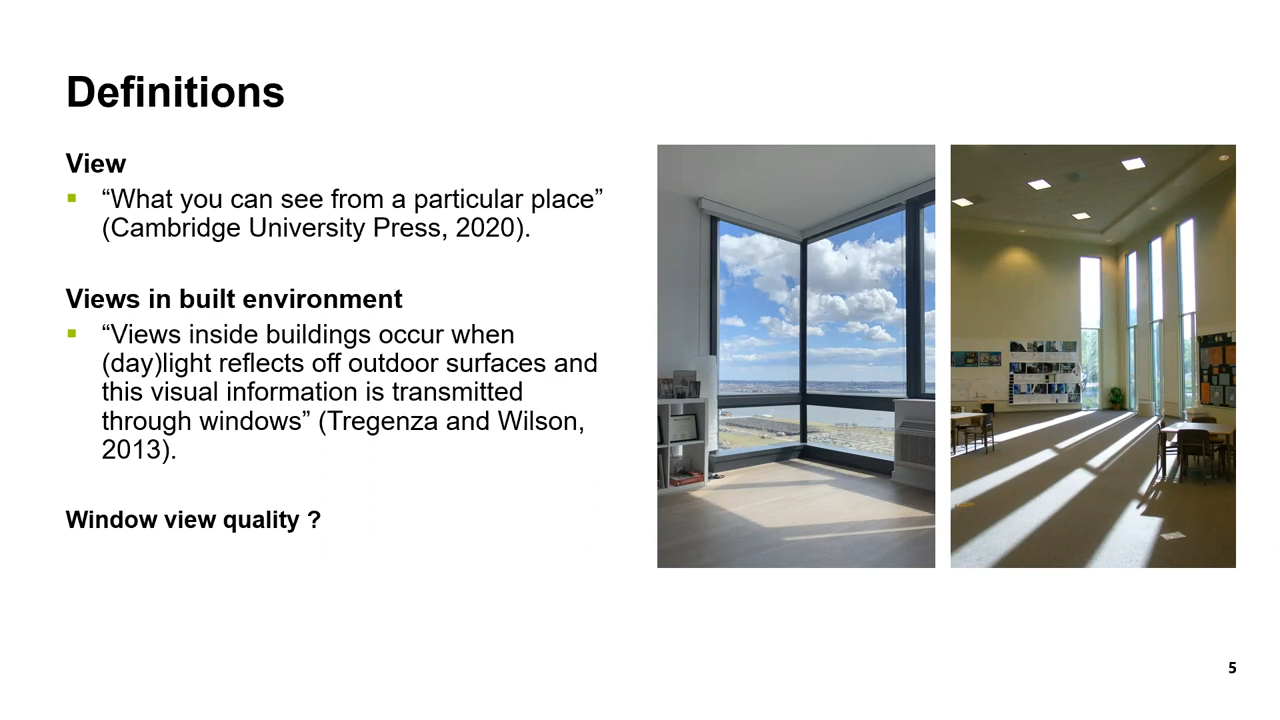 Definitions
View
▪ “What you can see from a particular place”
(Cambridge University Press, 2020).
Views in built environment
▪ “Views inside buildings occur when
(day)light reflects off outdoor surfaces and
this visual information is transmitted
through windows” (Tregenza and Wilson,
2013).
Window view quality ?
5